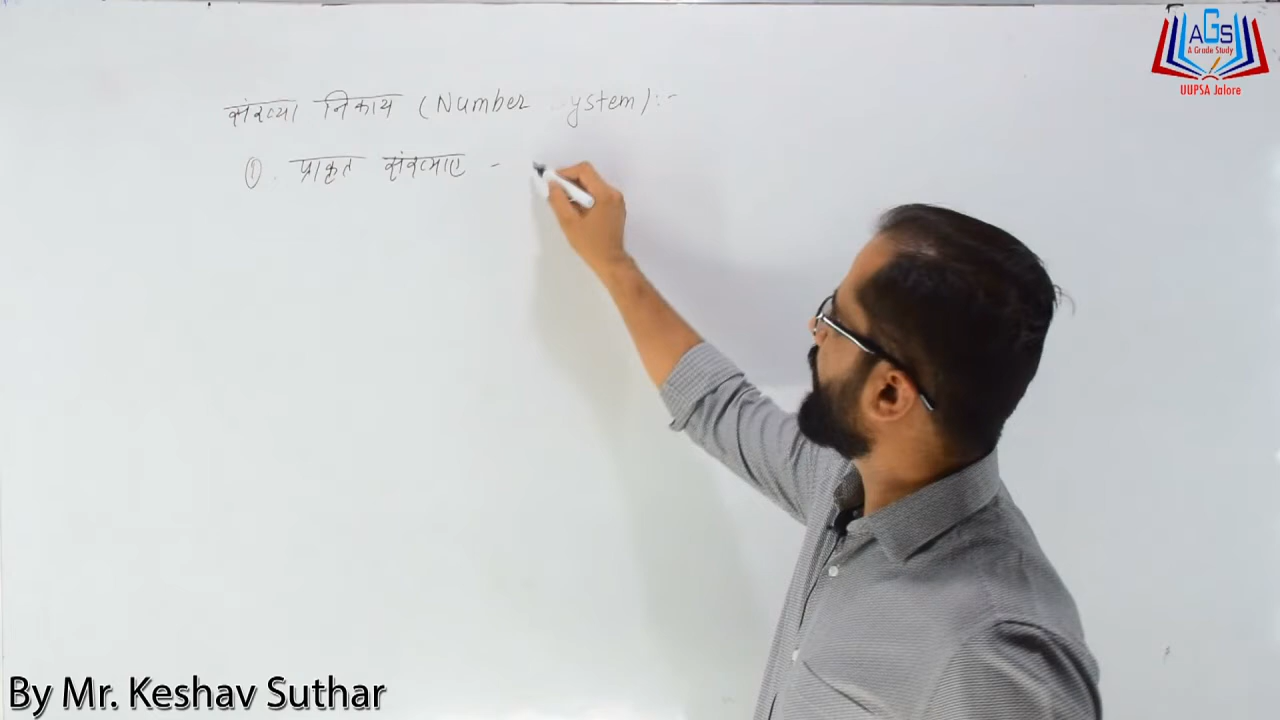 संख्या निकाय (Number System):-
① प्राकृत संख्याए -
AGS
A Grade Study
UUPSA Jalore
By Mr. Keshav Suthar